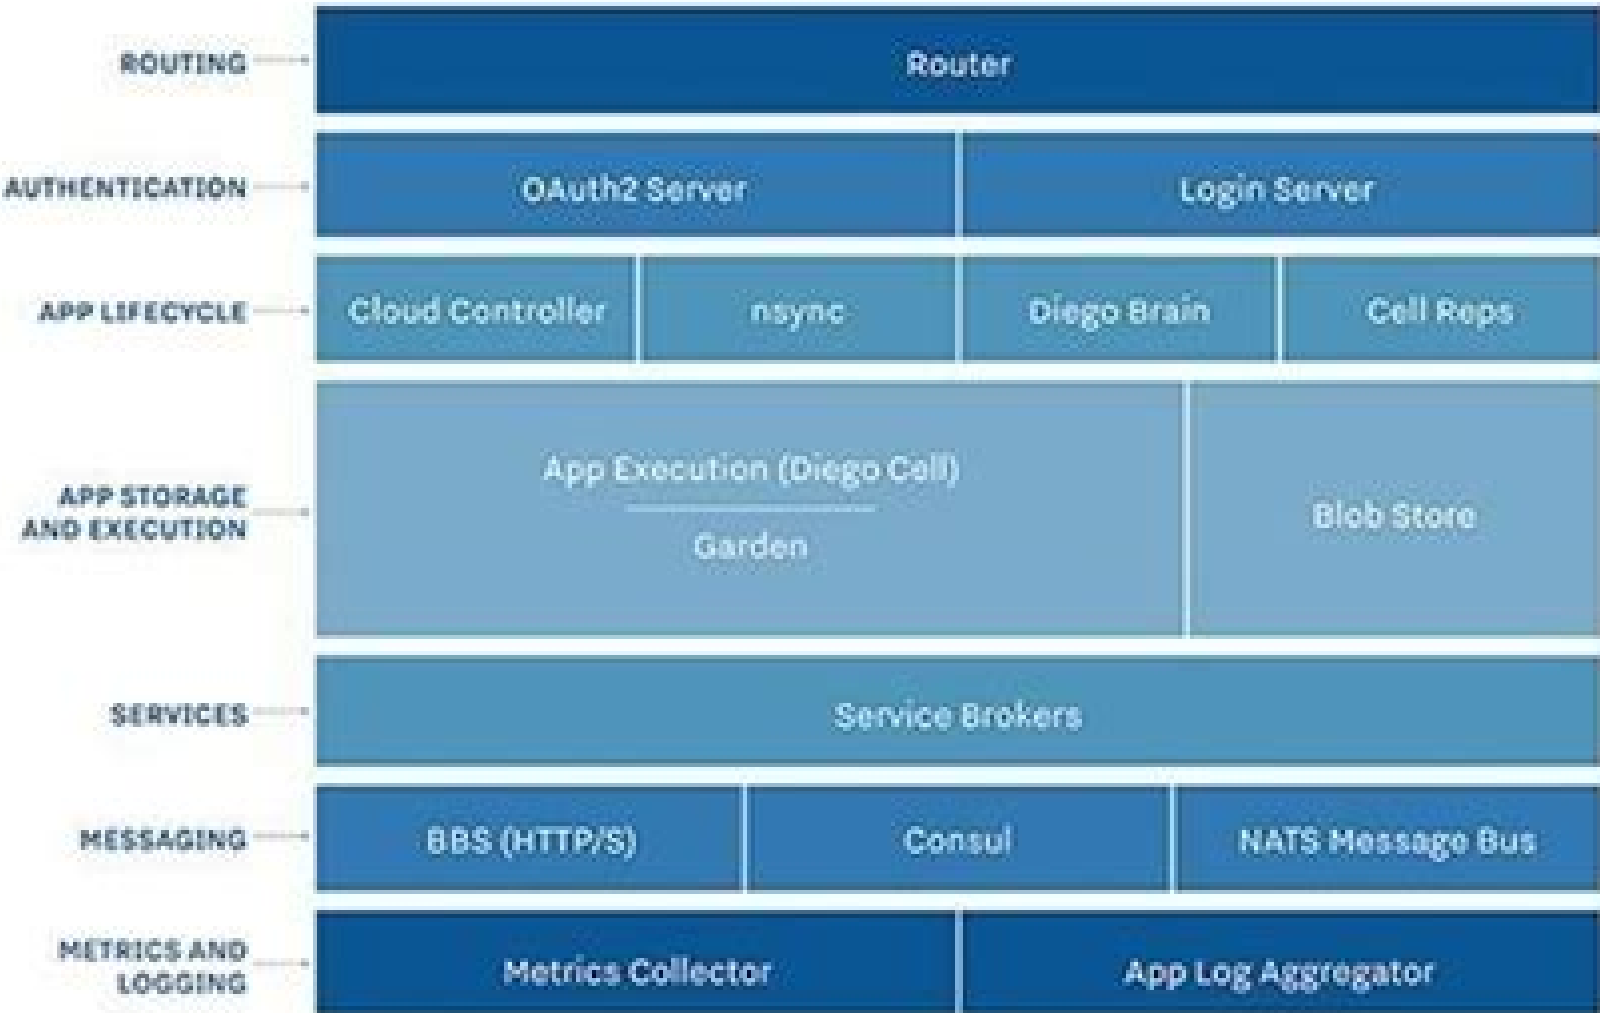 ROUTING
Router
AUTHENTICATION
OAuth2 Server
Login Server
APP LIFECYCLE
Cloud Controller
nsync
Diego Brain
Cell Reps
APP STORAGE
AND EXECUTION
App Execution (Diego Cell)
Garden
Blob Store
SERVICES
Service Brokers
MESSAGING
BBS (HTTP/S)
Consul
NATS Message Bus
METRICS AND
LOGGING
Metrics Collector
App Log Aggregator